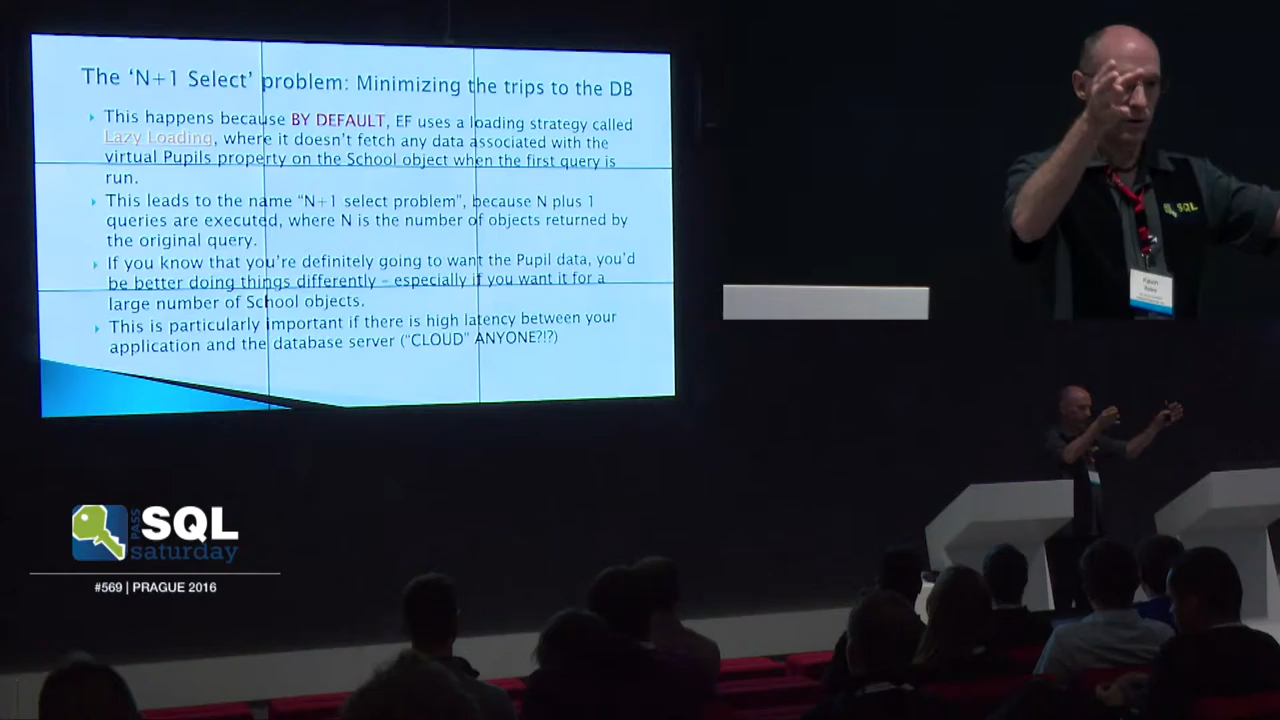 The ‘N+1 Select’ problem: Minimizing the trips to the DB
This happens because BY DEFAULT, EF uses a loading strategy called
Lazy Loading, where it doesn’t fetch any data associated with the
virtual Pupils property on the School object when the first query is
run.
This leads to the name “N+1 select problem”, because N plus 1
queries are executed, where N is the number of objects returned by
the original query.
If you know that you’re definitely going to want the Pupil data, you’d
be better doing things differently – especially if you want it for a
large number of School objects.
This is particularly important if there is high latency between your
application and the database server (“CLOUD” ANYONE?!?)
SQL
PASS
SQL
saturday
#569 | PRAGUE 2016